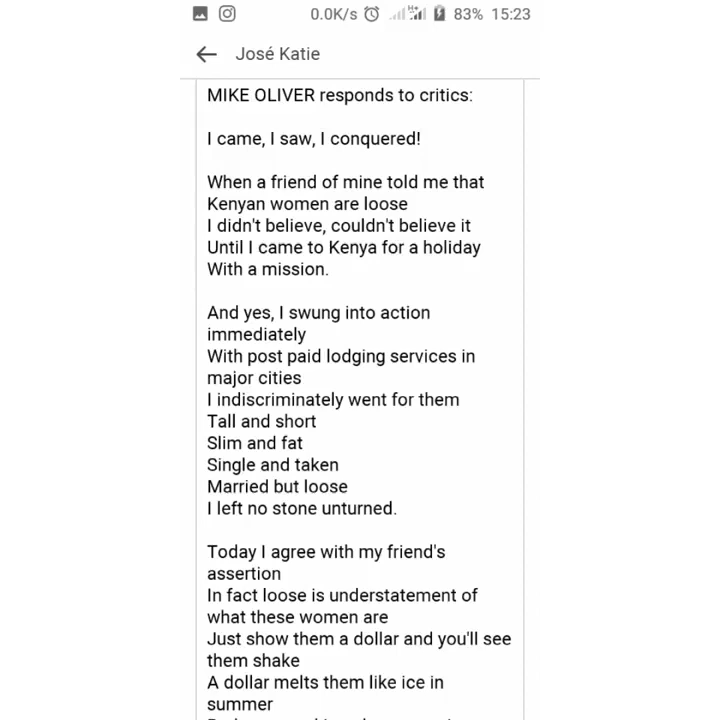 0.0K/s 83% 15:23
José Katie
MIKE OLIVER responds to critics:
I came, I saw, I conquered!
When a friend of mine told me that
Kenyan women are loose
I didn't believe, couldn't believe it
Until I came to Kenya for a holiday
With a mission.
And yes, I swung into action
immediately
With post paid lodging services in
major cities
I indiscriminately went for them
Tall and short
Slim and fat
Single and taken
Married but loose
I left no stone unturned.
Today I agree with my friend's
assertion
In fact loose is understatement of
what these women are
Just show them a dollar and you'll see
them shake
A dollar melts them like ice in
summer